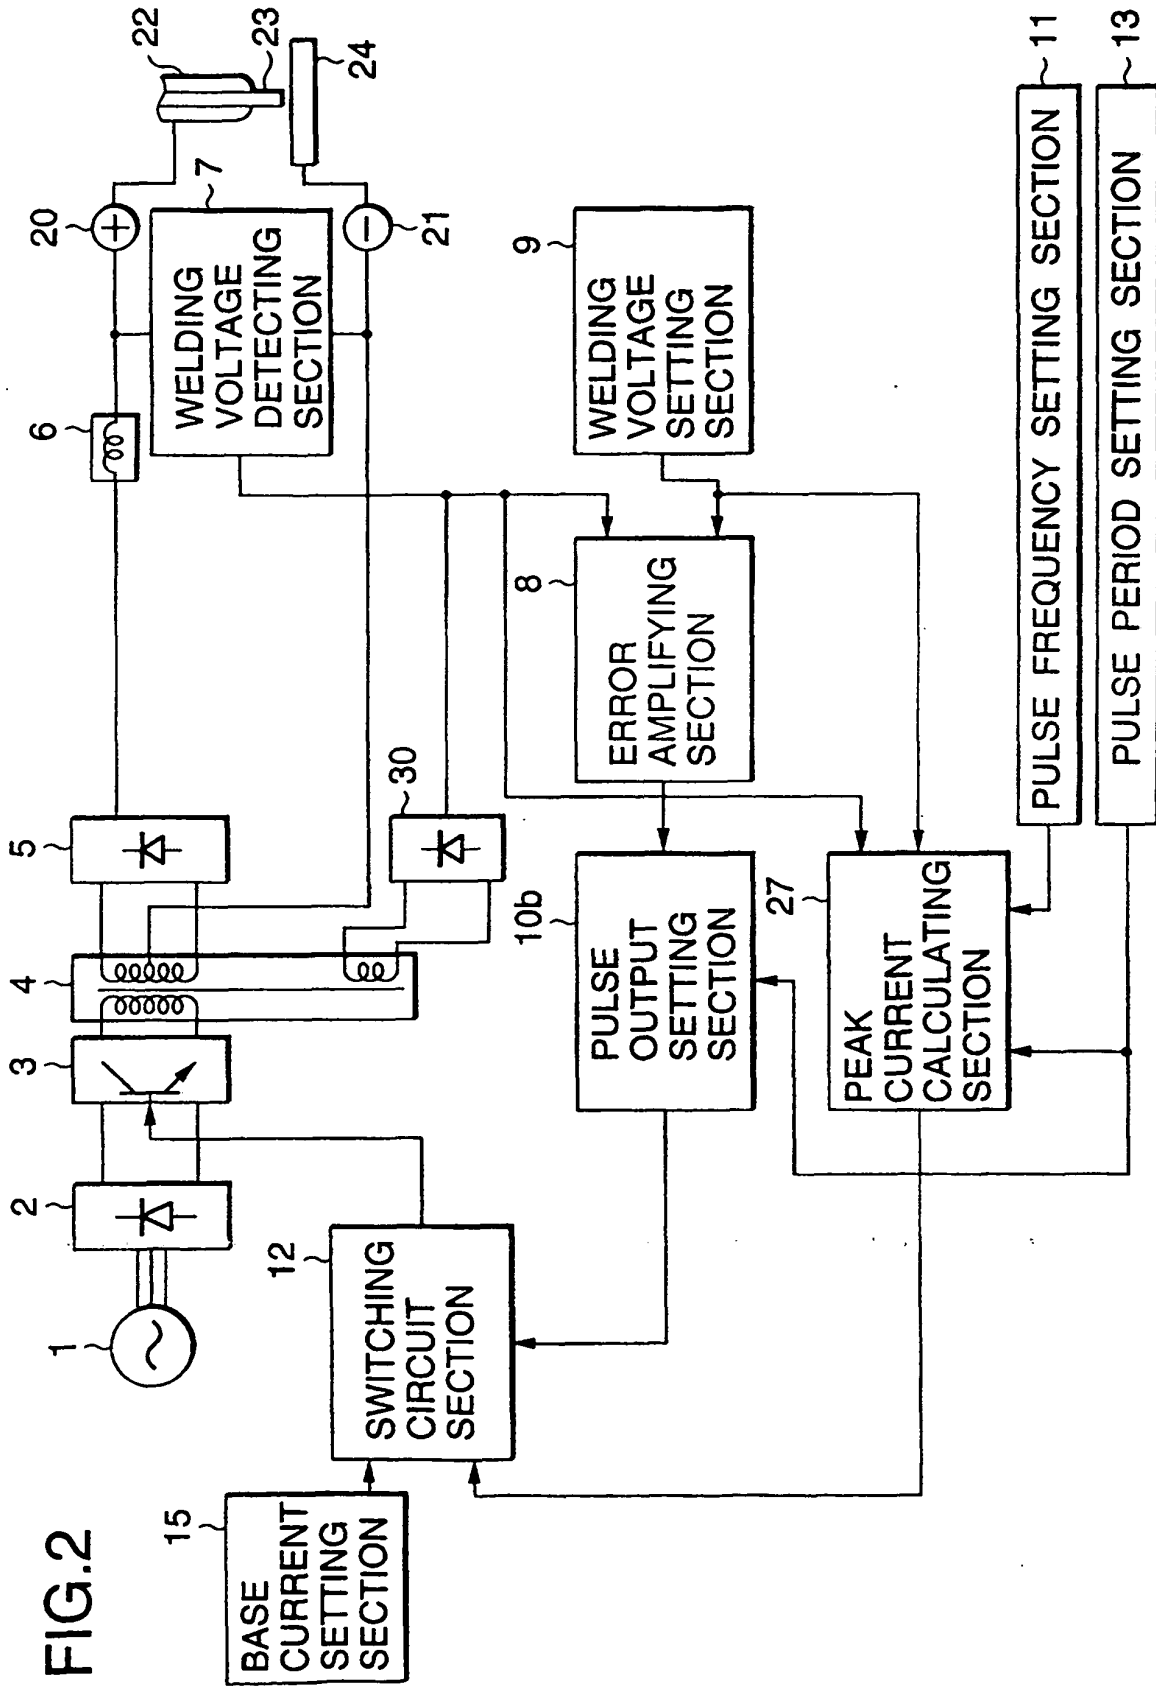 FIG.2
1
2
3
4
5
6
20
22
23
24
7
WELDING
VOLTAGE
DETECTING
SECTION
21
30
15
BASE
CURRENT
SETTING
SECTION
12
SWITCHING
CIRCUIT
SECTION
10b
PULSE
OUTPUT
SETTING
SECTION
8
ERROR
AMPLIFYING
SECTION
9
WELDING
VOLTAGE
SETTING
SECTION
27
PEAK
CURRENT
CALCULATING
SECTION
PULSE FREQUENCY SETTING SECTION
11
PULSE PERIOD SETTING SECTION
13